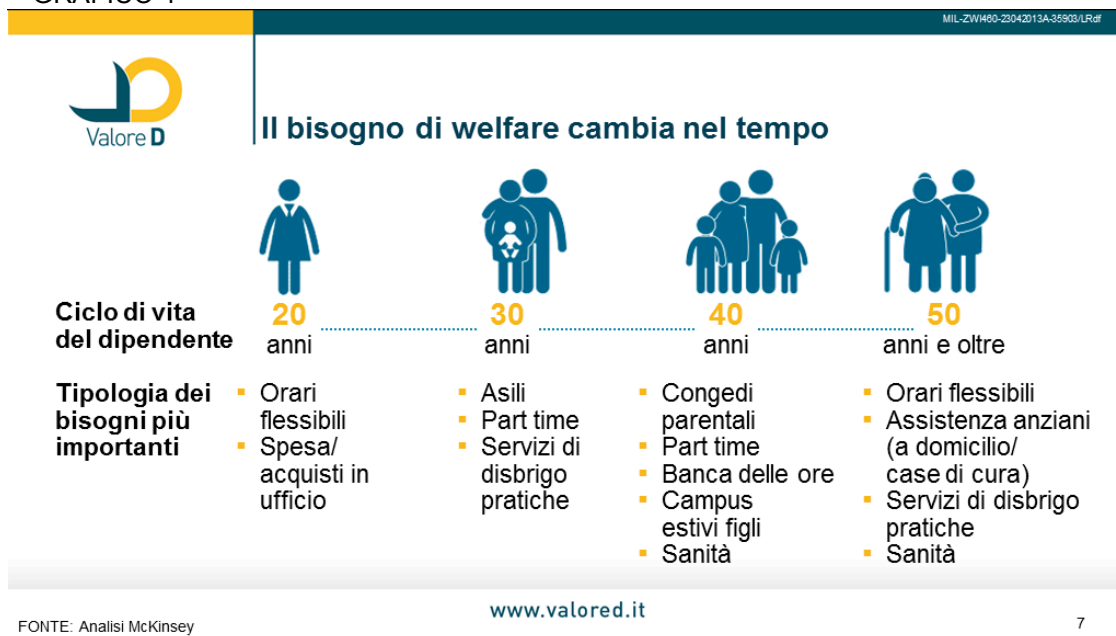 MIL-ZWI460-23042013A-35903/LRdf
Valore D
Il bisogno di welfare cambia nel tempo
Ciclo di vita
del dipendente
20
anni
30
anni
40
anni
50
anni e oltre
Tipologia dei
bisogni più
importanti
▪ Orari
flessibili
▪ Spesa/
acquisti in
ufficio
▪ Asili
▪ Part time
▪ Servizi di
disbrigo
pratiche
▪ Congedi
parentali
▪ Part time
▪ Banca delle ore
▪ Campus
estivi figli
▪ Sanità
▪ Orari flessibili
▪ Assistenza anziani
(a domicilio/
case di cura)
▪ Servizi di disbrigo
pratiche
▪ Sanità
FONTE: Analisi McKinsey
www.valored.it
7